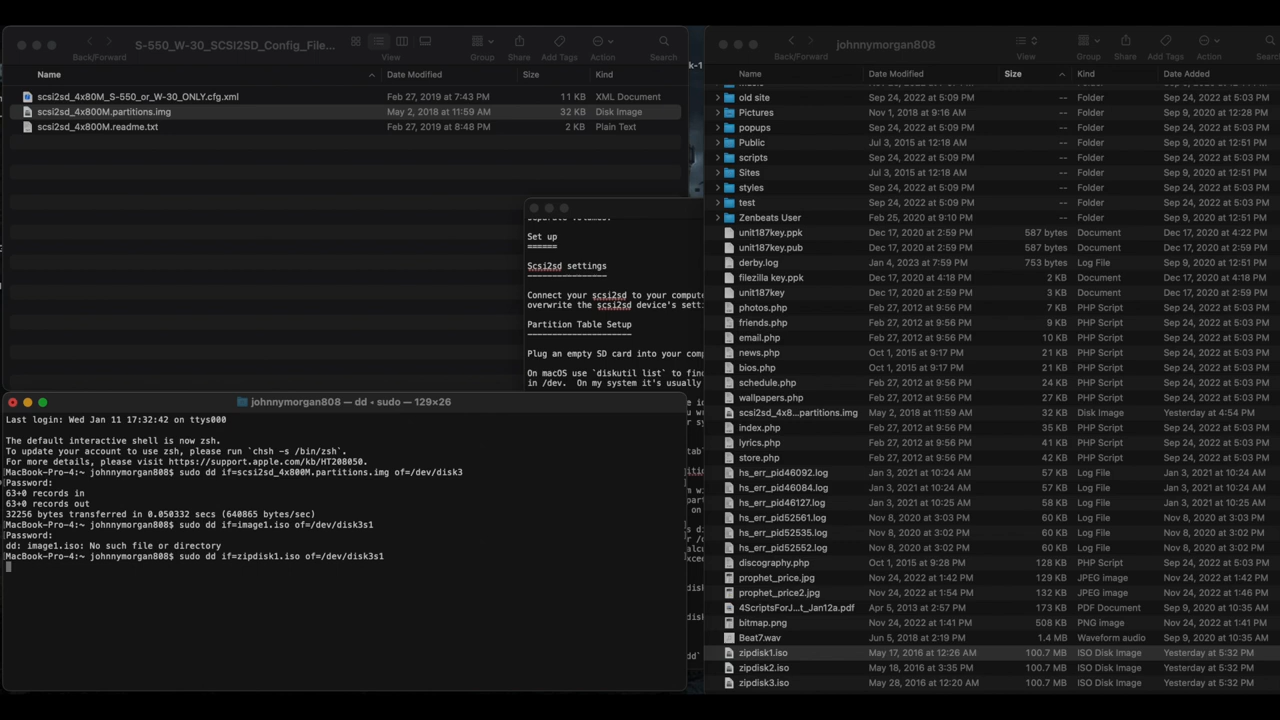 S-550_W-30_SCSI2SD_Config_File...
Back/Forward
Group
Share
Add Tags
Action
Search
Name
Date Modified
Size
Kind
scsi2sd_4x80M_S-550_or_W-30_ONLY.cfg.xml Feb 27, 2019 at 7:43 PM 11 KB XML Document
scsi2sd_4x800M.partitions.img May 2, 2018 at 11:59 AM 32 KB Disk Image
scsi2sd_4x800M.readme.txt Feb 27, 2019 at 8:48 PM 2 KB Plain Text
Set up
======
Scsi2sd settings
----------------
Connect your scsi2sd to your compute
overwrite the scsi2sd device's setti
Partition Table Setup
---------------------
Plug an empty SD card into your comp
On macOS use `diskutil list` to find
in /dev.  On my system it's usually
johnnymorgan808 — dd • sudo — 129×26
Last login: Wed Jan 11 17:32:42 on ttys000
The default interactive shell is now zsh.
To update your account to use zsh, please run `chsh -s /bin/zsh`.
For more details, please visit https://support.apple.com/kb/HT208050.
MacBook-Pro-4:~ johnnymorgan808$ sudo dd if=scsi2sd_4x800M.partitions.img of=/dev/disk3
Password:
63+0 records in
63+0 records out
32256 bytes transferred in 0.050332 secs (640865 bytes/sec)
MacBook-Pro-4:~ johnnymorgan808$ sudo dd if=image1.iso of=/dev/disk3s1
Password:
dd: image1.iso: No such file or directory
MacBook-Pro-4:~ johnnymorgan808$ sudo dd if=zipdisk1.iso of=/dev/disk3s1
johnnymorgan808
Back/Forward
View
Group
Share
Add Tags
Action
Search
Name Date Modified Size Kind Date Added
old site Sep 24, 2022 at 5:09 PM -- Folder Sep 24, 2022 at 5:03 PM
Pictures Nov 1, 2018 at 9:16 AM -- Folder Sep 9, 2020 at 12:28 PM
popups Sep 24, 2022 at 5:09 PM -- Folder Sep 24, 2022 at 5:03 PM
Public Jul 3, 2015 at 12:18 AM -- Folder Sep 9, 2020 at 12:51 PM
scripts Sep 24, 2022 at 5:09 PM -- Folder Sep 24, 2022 at 5:03 PM
Sites Jul 3, 2015 at 12:18 AM -- Folder Sep 9, 2020 at 12:51 PM
styles Sep 24, 2022 at 5:09 PM -- Folder Sep 24, 2022 at 5:03 PM
test Sep 24, 2022 at 5:09 PM -- Folder Sep 24, 2022 at 5:03 PM
Zenbeats User Feb 25, 2020 at 9:10 PM -- Folder Sep 9, 2020 at 12:51 PM
unit187key.ppk Dec 17, 2020 at 2:59 PM 587 bytes Document Dec 17, 2020 at 2:59 PM
unit187key.pub Dec 17, 2020 at 2:59 PM 587 bytes Document Dec 17, 2020 at 2:59 PM
derby.log Jan 4, 2023 at 7:59 PM 753 bytes Log File Sep 9, 2020 at 12:51 PM
filezilla key.ppk Dec 17, 2020 at 4:18 PM 2 KB Document Dec 17, 2020 at 4:18 PM
unit187key Dec 17, 2020 at 2:59 PM 3 KB Document Dec 17, 2020 at 2:59 PM
photos.php Feb 27, 2012 at 9:56 PM 7 KB PHP Script Sep 24, 2022 at 5:03 PM
friends.php Feb 27, 2012 at 9:56 PM 9 KB PHP Script Sep 24, 2022 at 5:03 PM
email.php Feb 27, 2012 at 9:56 PM 10 KB PHP Script Sep 24, 2022 at 5:03 PM
news.php Oct 1, 2015 at 9:17 PM 21 KB PHP Script Sep 24, 2022 at 5:03 PM
bios.php Oct 1, 2015 at 9:17 PM 21 KB PHP Script Sep 24, 2022 at 5:03 PM
schedule.php Feb 27, 2012 at 9:56 PM 21 KB PHP Script Sep 24, 2022 at 5:03 PM
wallpapers.php Feb 27, 2012 at 9:56 PM 31 KB PHP Script Sep 24, 2022 at 5:03 PM
scsi2sd_4x8...partitions.img May 2, 2018 at 11:59 AM 32 KB Disk Image Yesterday at 4:54 PM
index.php Feb 27, 2012 at 9:56 PM 41 KB PHP Script Sep 24, 2022 at 5:03 PM
lyrics.php Feb 27, 2012 at 9:56 PM 42 KB PHP Script Sep 24, 2022 at 5:03 PM
store.php Feb 27, 2012 at 9:56 PM 42 KB PHP Script Sep 24, 2022 at 5:03 PM
hs_err_pid46092.log Jan 3, 2021 at 10:24 AM 57 KB Log File Jan 3, 2021 at 10:24 AM
hs_err_pid46084.log Jan 3, 2021 at 10:24 AM 57 KB Log File Jan 3, 2021 at 10:24 AM
hs_err_pid46127.log Jan 3, 2021 at 10:25 AM 58 KB Log File Jan 3, 2021 at 10:24 AM
hs_err_pid52561.log Nov 8, 2020 at 3:03 PM 60 KB Log File Nov 8, 2020 at 3:03 PM
hs_err_pid52535.log Nov 8, 2020 at 3:02 PM 60 KB Log File Nov 8, 2020 at 3:02 PM
hs_err_pid52552.log Nov 8, 2020 at 3:02 PM 60 KB Log File Nov 8, 2020 at 3:02 PM
discography.php Oct 1, 2015 at 9:28 PM 128 KB PHP Script Sep 24, 2022 at 5:03 PM
prophet_price.jpg Nov 24, 2022 at 1:42 PM 129 KB JPEG image Nov 24, 2022 at 1:42 PM
prophet_price2.jpg Nov 24, 2022 at 1:54 PM 132 KB JPEG image Nov 24, 2022 at 1:46 PM
4ScriptsForJ...t_Jan12a.pdf Apr 5, 2013 at 2:57 PM 173 KB PDF Document Sep 9, 2020 at 10:35 AM
bitmap.png Nov 24, 2022 at 1:41 PM 508 KB PNG image Nov 24, 2022 at 1:41 PM
Beat7.wav Jun 5, 2018 at 2:19 PM 1.4 MB Waveform audio Sep 9, 2020 at 10:35 AM
zipdisk1.iso May 17, 2016 at 12:26 AM 100.7 MB ISO Disk Image Yesterday at 5:32 PM
zipdisk2.iso May 18, 2016 at 3:35 PM 100.7 MB ISO Disk Image Yesterday at 5:32 PM
zipdisk3.iso May 28, 2016 at 12:20 AM 100.7 MB ISO Disk Image Yesterday at 5:32 PM